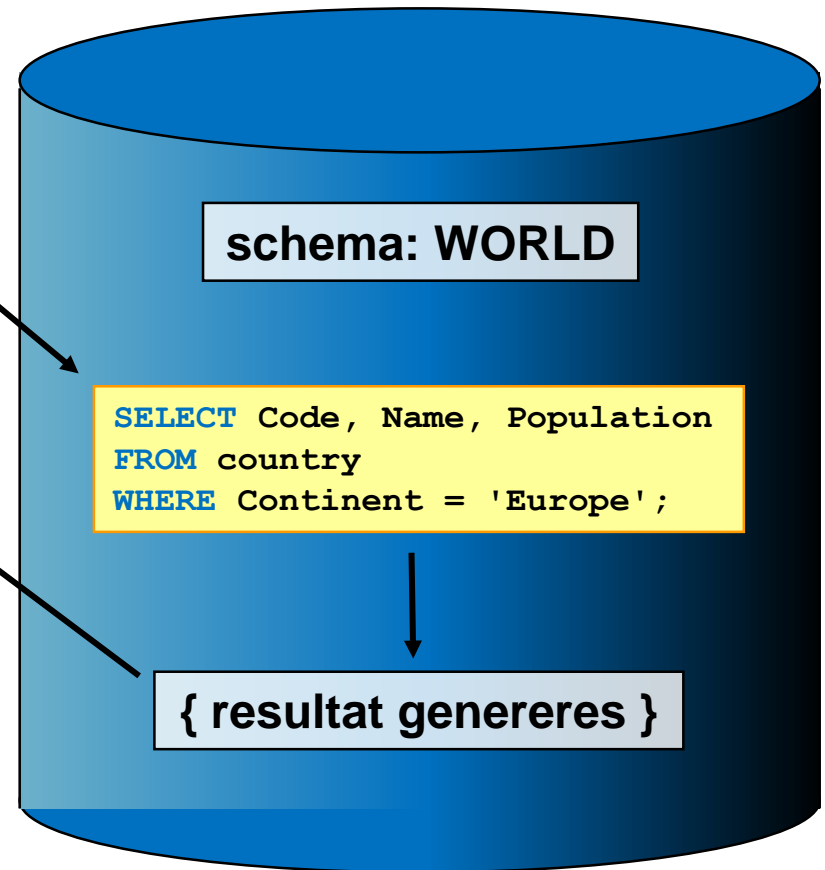 schema: WORLD
SELECT Code, Name, Population
FROM country
WHERE Continent = 'Europe';
{ resultat genereres }